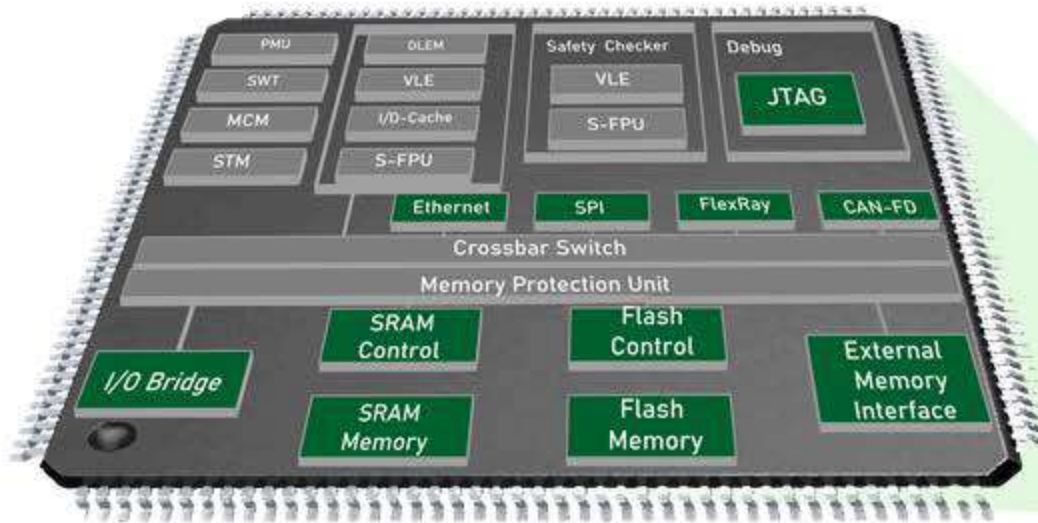 PMU
SWT
MCM
STM
DLEM
VLE
I/D-Cache
S-FPU
Safety Checker
VLE
S-FPU
Debug
JTAG
Ethernet
SPI
FlexRay
CAN-FD
Crossbar Switch
Memory Protection Unit
I/O Bridge
SRAM
Control
SRAM
Memory
Flash
Control
Flash
Memory
External
Memory
Interface